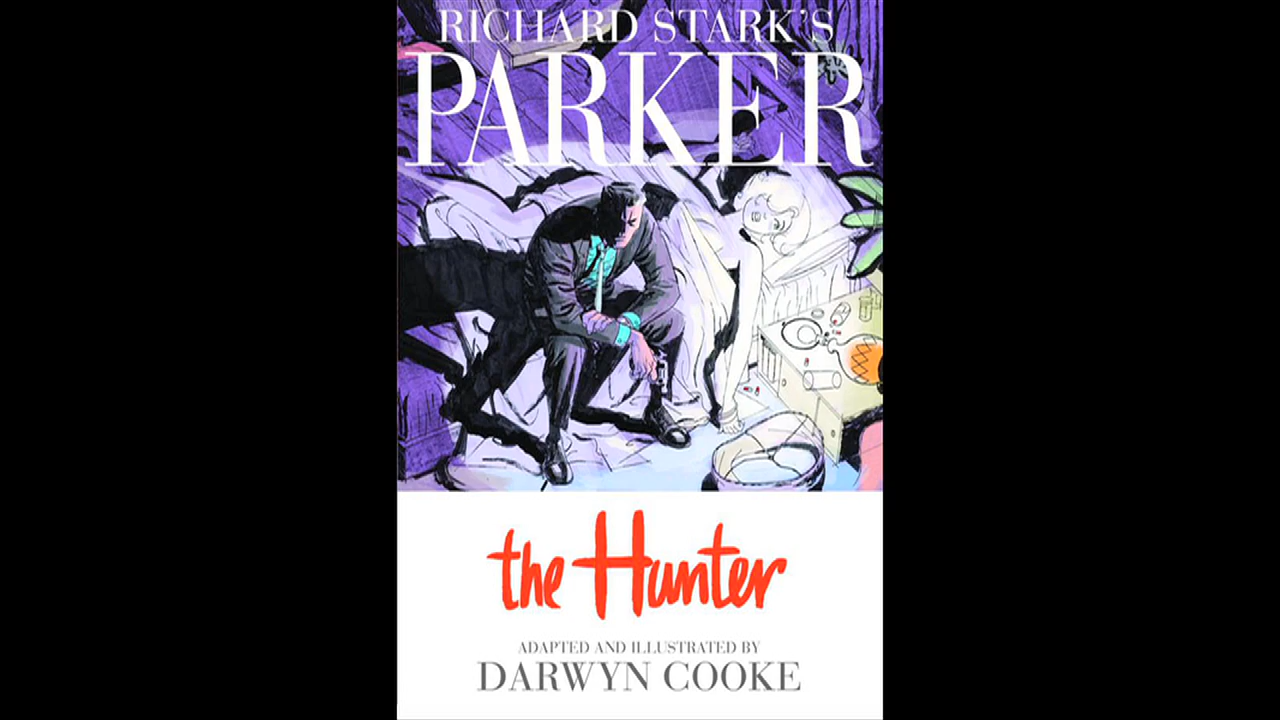 RICHARD STARK'S
PARKER
the Hunter
ADAPTED AND ILLUSTRATED BY
DARWYN COOKE